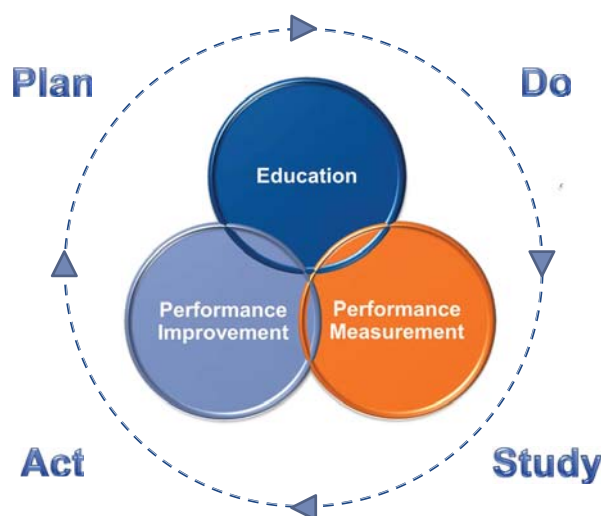 Plan
Do
Education
Performance
Improvement
Performance
Measurement
Act
Study